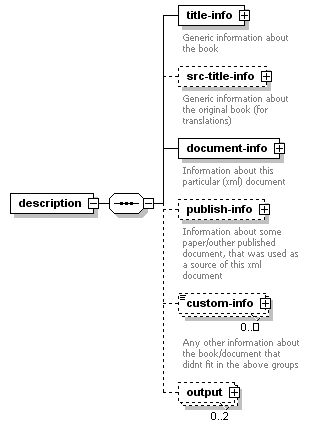 title-info
Generic information about
the book
src-title-info
Generic information about
the original book (for
translations)
document-info
Information about this
particular (xml) document
description
publish-info
Information about some
paper/outher published
document, that was used as
a source of this xml
document
custom-info
0..∞
Any other information about
the book/document that
didnt fit in the above groups
output
0..2